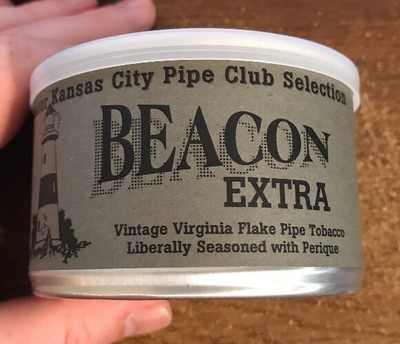 Kansas City Pipe Club Selection
BEACON
EXTRA
Vintage Virginia Flake Pipe Tobacco
Liberally Seasoned with Perique